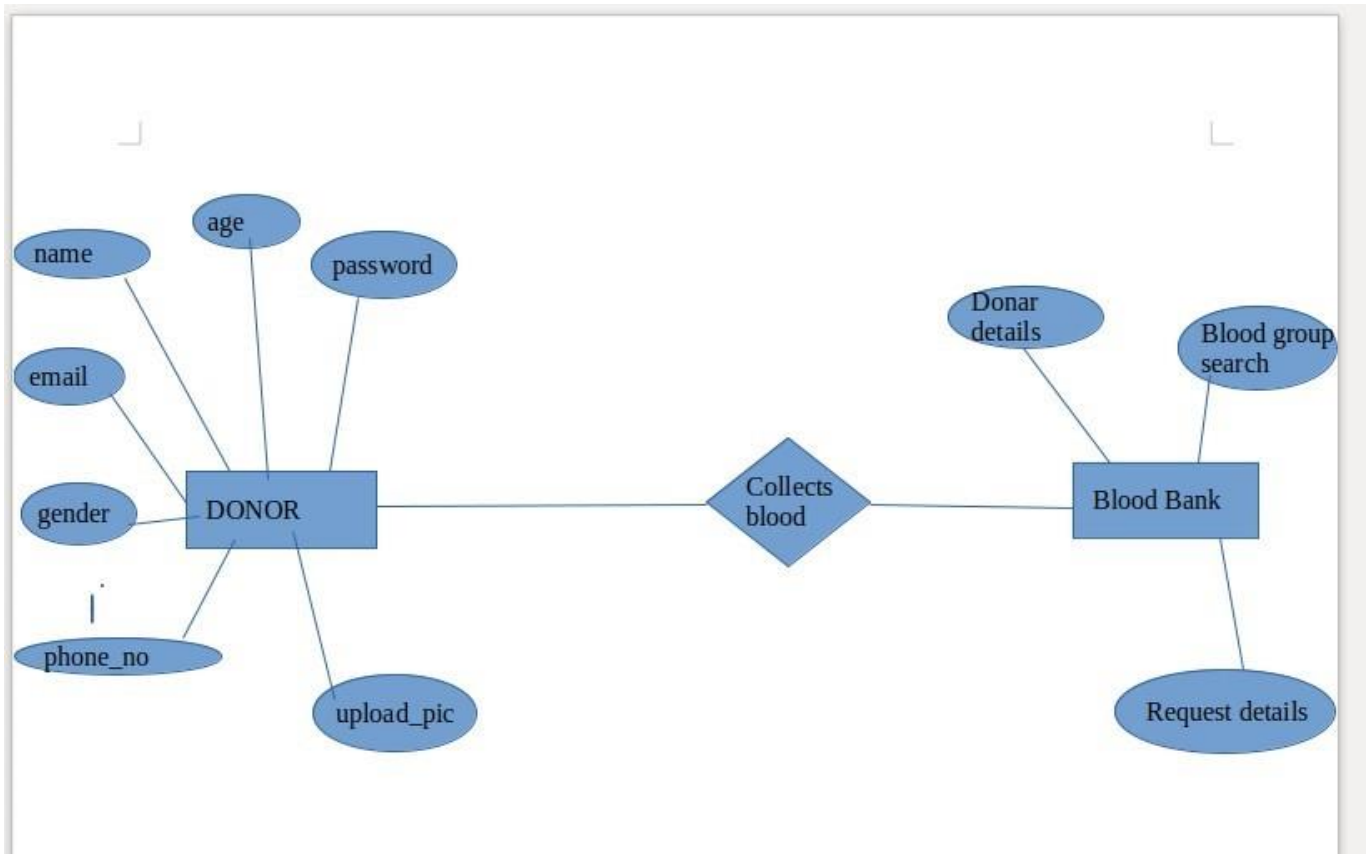 age
name
password
Donar
details
Blood group
search
email
Collects
blood
Blood Bank
DONOR
gender
phone_no
upload_pic
Request details